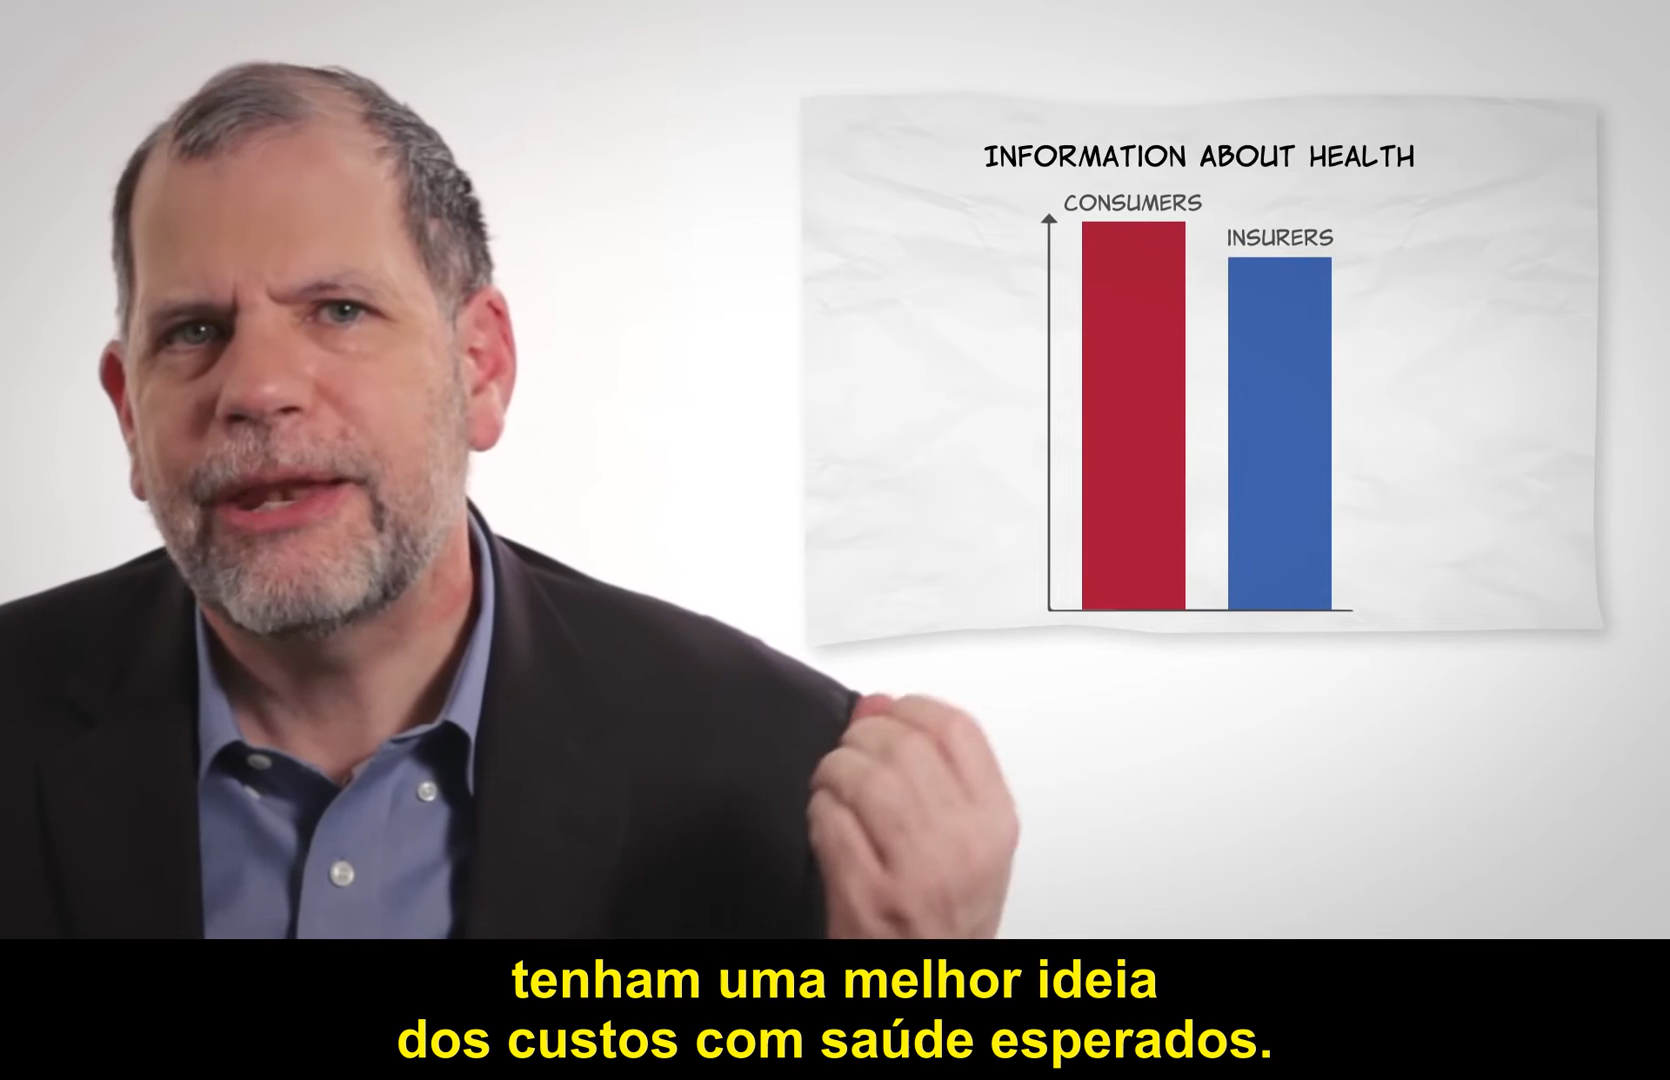 INFORMATION ABOUT HEALTH
CONSUMERS
INSURERS
tenham uma melhor ideia
dos custos com saúde esperados.